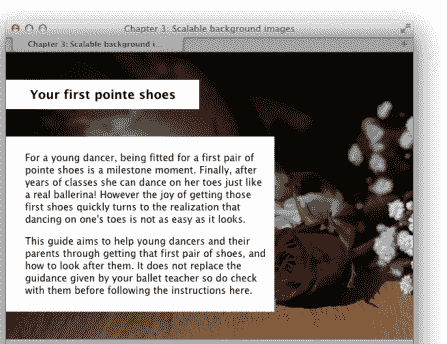 Chapter 3: Scalable background images
Chapter 3: Scalable background i...
Your first pointe shoes
For a young dancer, being fitted for a first pair of
pointe shoes is a milestone moment. Finally, after
years of classes she can dance on her toes just like
a real ballerina! However the joy of getting those
first shoes quickly turns to the realization that
dancing on one's toes is not as easy as it looks.
This guide aims to help young dancers and their
parents through getting that first pair of shoes, and
how to look after them. It does not replace the
guidance given by your ballet teacher so do check
with them before following the instructions here.